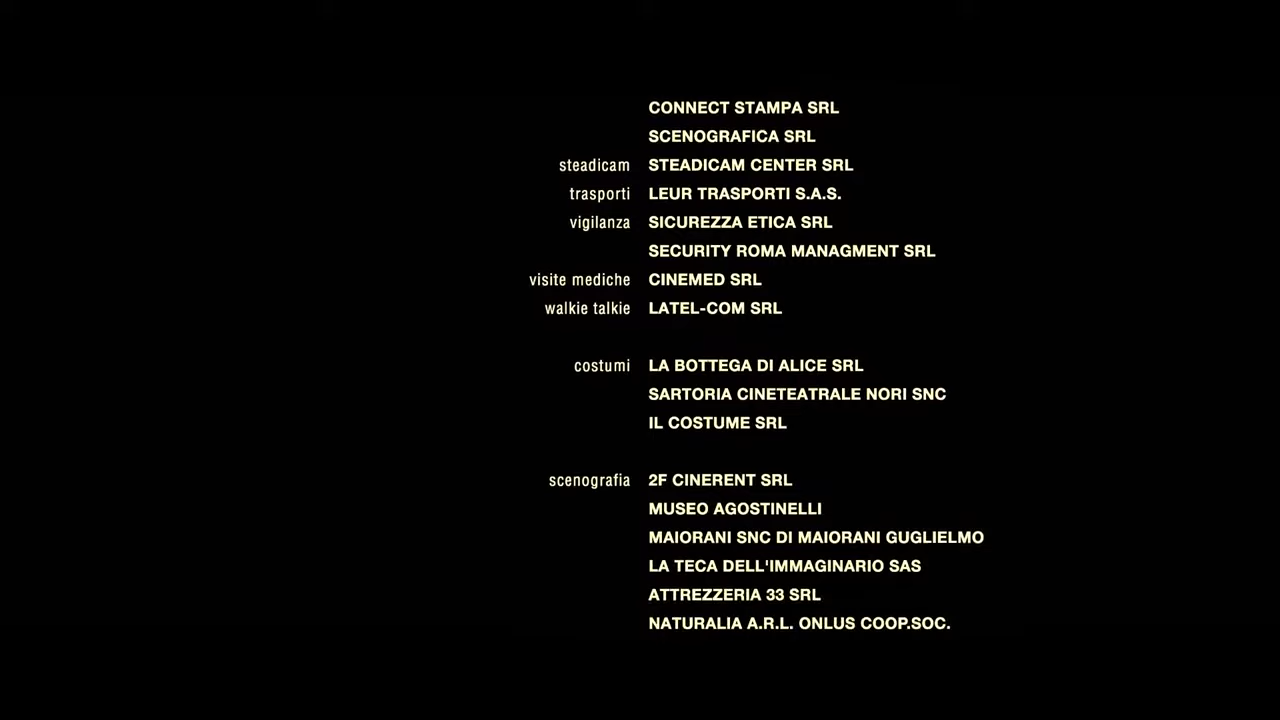 CONNECT STAMPA SRL
SCENOGRAFICA SRL
steadicam STEADICAM CENTER SRL
trasporti LEUR TRASPORTI S.A.S.
vigilanza SICUREZZA ETICA SRL
SECURITY ROMA MANAGMENT SRL
visite mediche CINEMED SRL
walkie talkie LATEL-COM SRL
costumi LA BOTTEGA DI ALICE SRL
SARTORIA CINETEATRALE NORI SNC
IL COSTUME SRL
scenografia 2F CINERENT SRL
MUSEO AGOSTINELLI
MAIORANI SNC DI MAIORANI GUGLIELMO
LA TECA DELL'IMMAGINARIO SAS
ATTREZZERIA 33 SRL
NATURALIA A.R.L. ONLUS COOP.SOC.